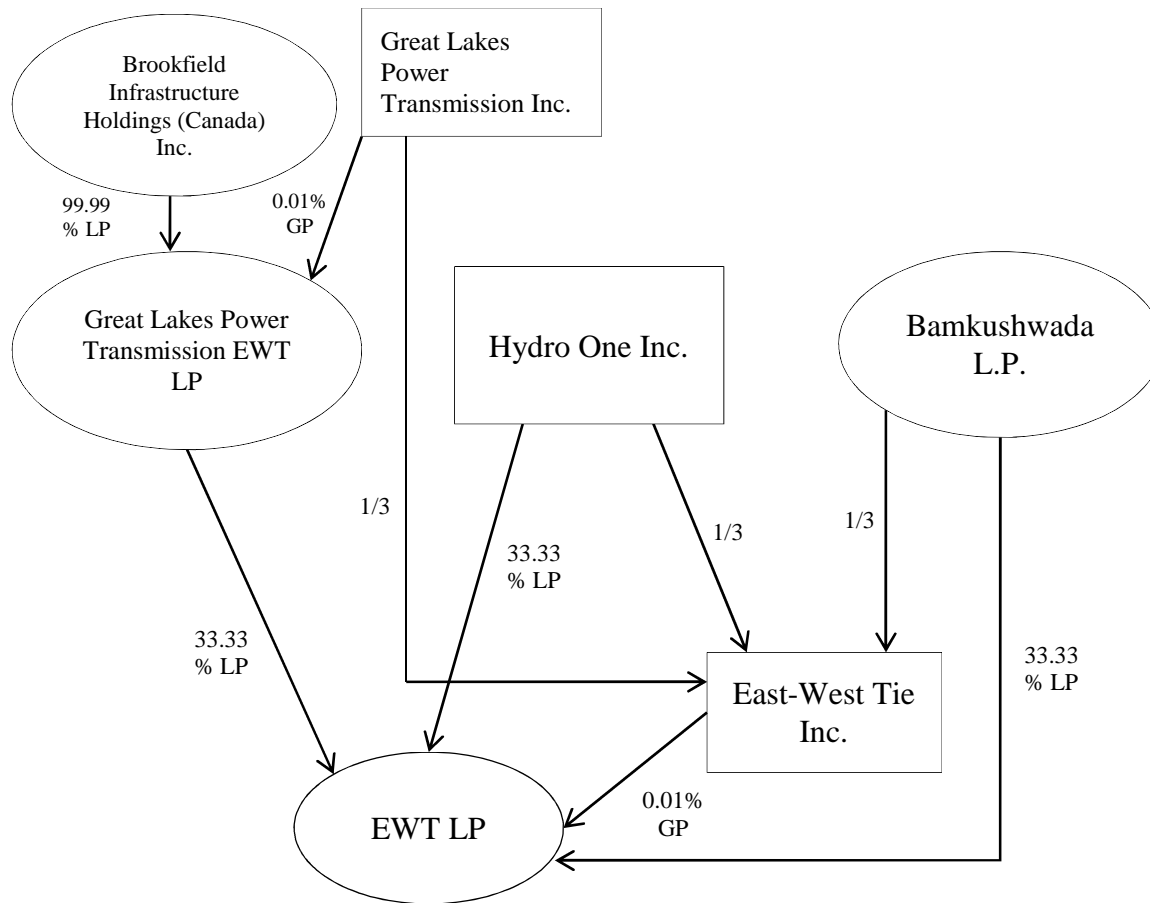 Brookfield
Infrastructure
Holdings (Canada)
Inc.
Great Lakes
Power
Transmission Inc.
99.99
% LP
0.01%
GP
Great Lakes Power
Transmission EWT
LP
Hydro One Inc.
Bamkushwada
L.P.
1/3
33.33
% LP
1/3
1/3
33.33
% LP
33.33
% LP
East-West Tie
Inc.
0.01%
GP
EWT LP